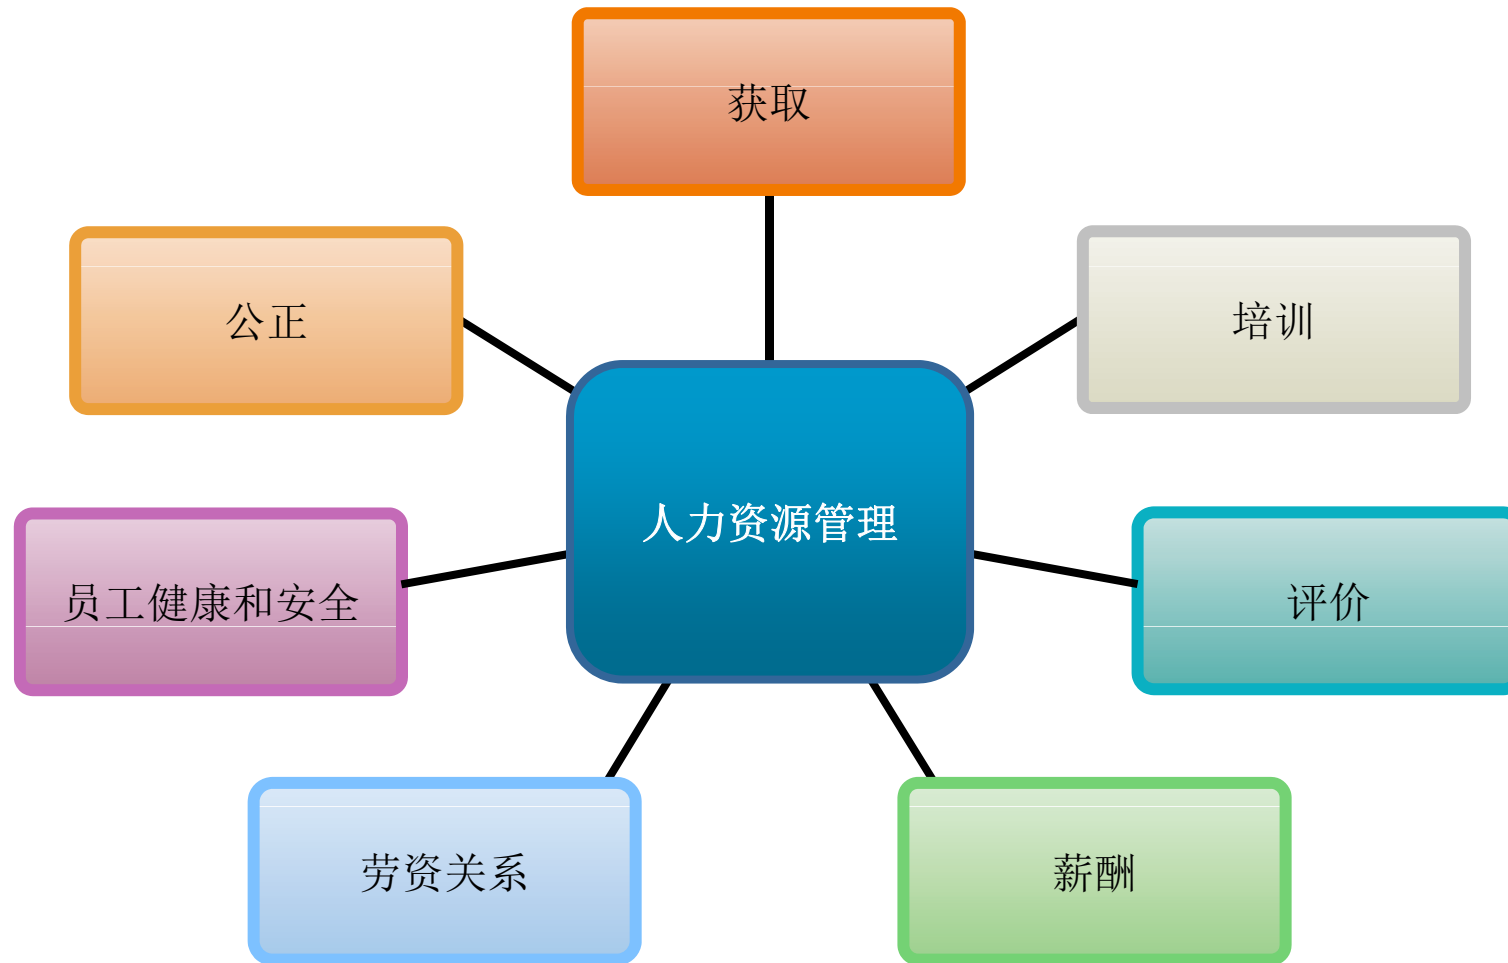 获取
公正
培训
人力资源管理
员工健康和安全
评价
劳资关系
薪酬